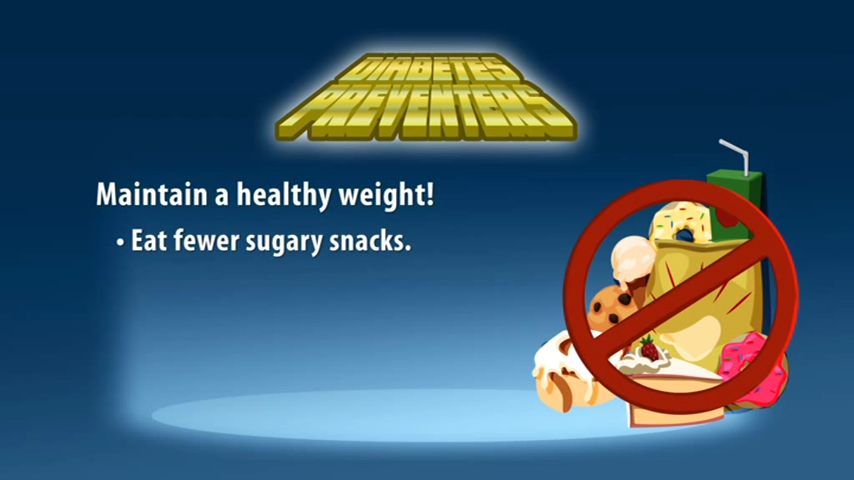 DIABETES
PREVENTERS
Maintain a healthy weight!
• Eat fewer sugary snacks.